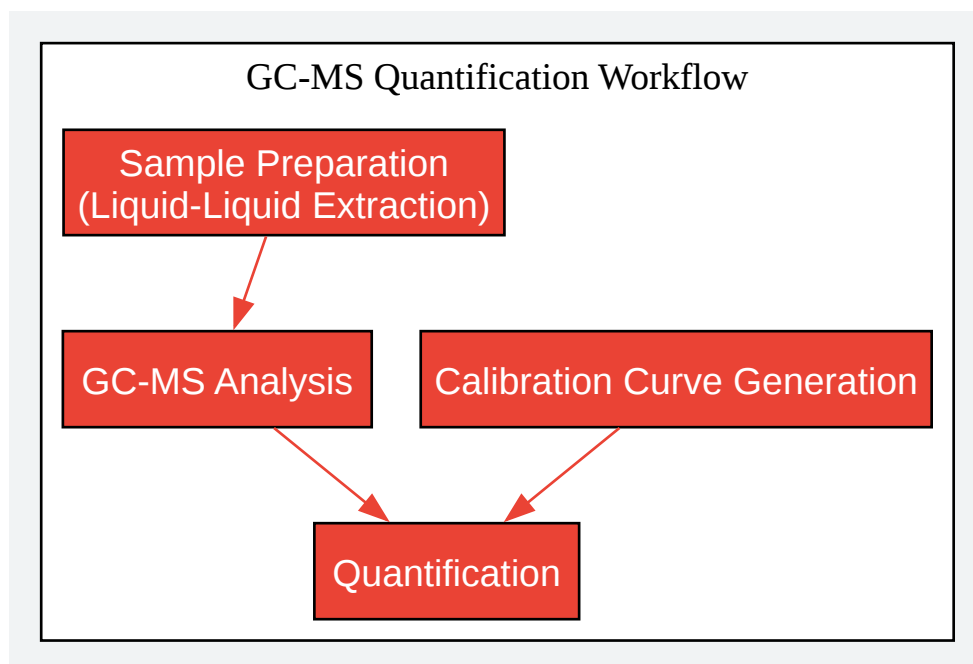 GC-MS Quantification Workflow
Sample Preparation
(Liquid-Liquid Extraction)
GC-MS Analysis
Calibration Curve Generation
Quantification